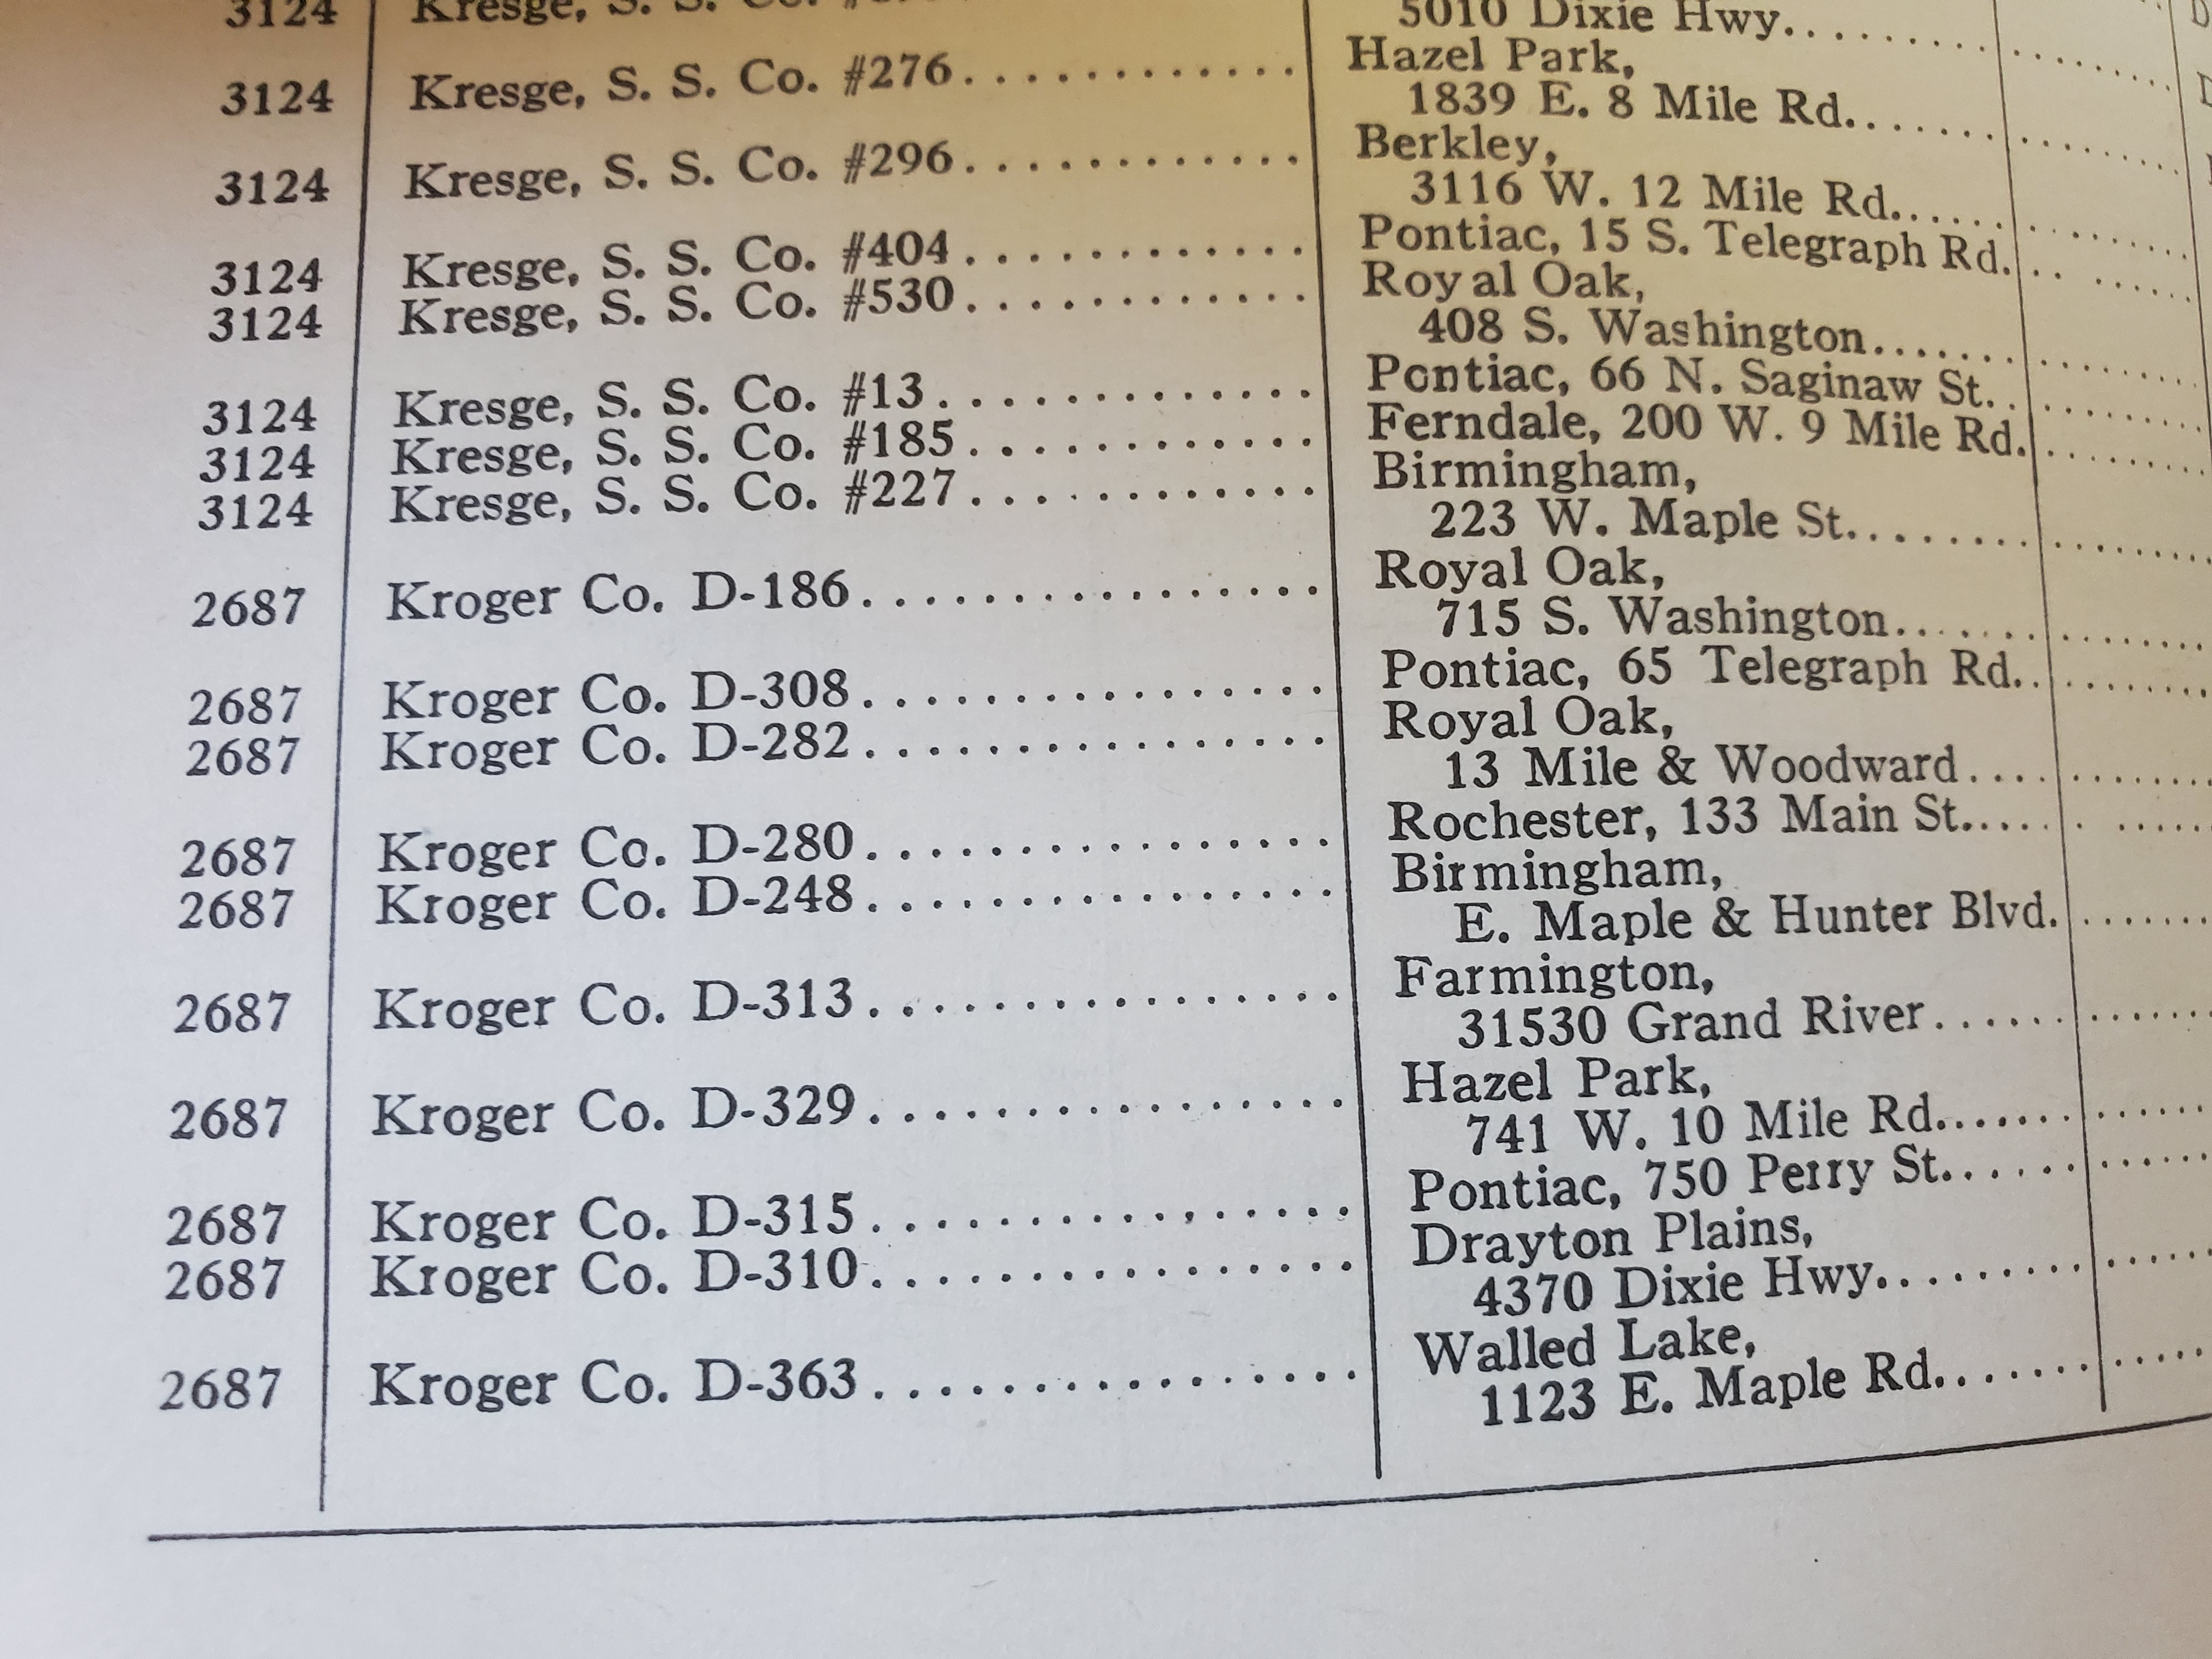 3124 Kresge, S. S. Co.
5010 Dixie Hwy.
3124 Kresge, S. S. Co. #276 Hazel Park,
1839 E. 8 Mile Rd.
3124 Kresge, S. S. Co. #296 Berkley,
3116 W. 12 Mile Rd.
3124 Kresge, S. S. Co. #404 Pontiac, 15 S. Telegraph Rd.
3124 Kresge, S. S. Co. #530 Royal Oak,
408 S. Washington
3124 Kresge, S. S. Co. #13 Pontiac, 66 N. Saginaw St.
3124 Kresge, S. S. Co. #185 Ferndale, 200 W. 9 Mile Rd.
3124 Kresge, S. S. Co. #227 Birmingham,
223 W. Maple St.
2687 Kroger Co. D-186 Royal Oak,
715 S. Washington
2687 Kroger Co. D-308 Pontiac, 65 Telegraph Rd.
2687 Kroger Co. D-282 Royal Oak,
13 Mile & Woodward
2687 Kroger Co. D-280 Rochester, 133 Main St.
2687 Kroger Co. D-248 Birmingham,
E. Maple & Hunter Blvd.
2687 Kroger Co. D-313 Farmington,
31530 Grand River
2687 Kroger Co. D-329 Hazel Park,
741 W. 10 Mile Rd.
2687 Kroger Co. D-315 Pontiac, 750 Perry St.
2687 Kroger Co. D-310 Drayton Plains,
4370 Dixie Hwy.
2687 Kroger Co. D-363 Walled Lake,
1123 E. Maple Rd.